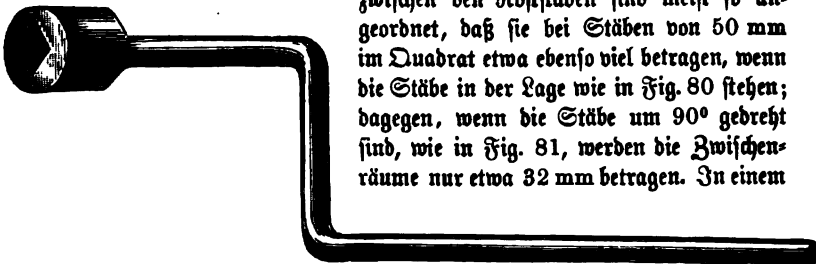 zwischen den Roststäben sind meist so an-
geordnet, daß sie bei Stäben von 50 mm
im Quadrat etwa ebenso viel betragen, wenn
die Stäbe in der Lage wie in Fig. 80 stehen;
dagegen, wenn die Stäbe um 90⁰ gedreht
sind, wie in Fig. 81, werden die Zwischen-
räume nur etwa 32 mm betragen. In einem